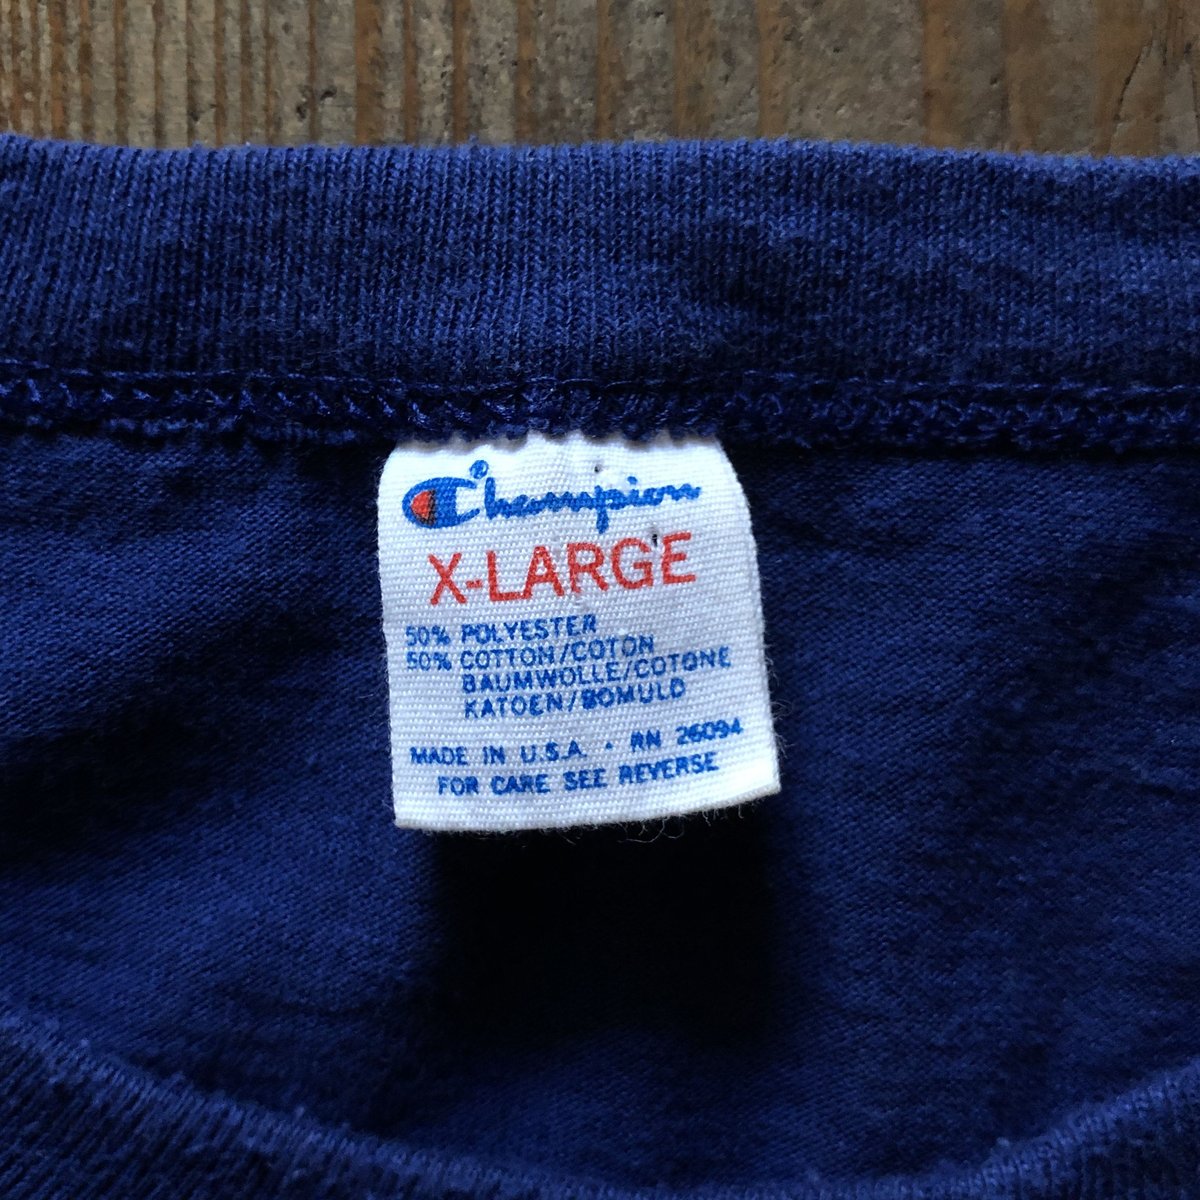 Champion®
X-LARGE
50% POLYESTER
50% COTTON/COTON
BAUMWOLLE/COTONE
KATOEN/BOMULD
MADE IN U.S.A. · RN 26094
FOR CARE SEE REVERSE